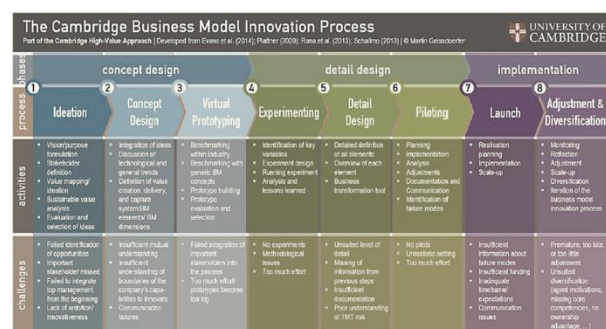 The Cambridge Business Model Innovation Process
Part of the Cambridge High-Value Approach | Developed from Evans et al. (2014); Plattner (2009); Rana et al. (2013); Schallmo (2013) | © Martin Geissdoerfer
UNIVERSITY OF
CAMBRIDGE
phases
concept design
detail design
implementation
process
1
Ideation
2
Concept
Design
3
Virtual
Prototyping
4
Experimenting
5
Detail
Design
6
Piloting
7
Launch
8
Adjustment &
Diversification
activities
• Vision/purpose
formulation
• Stakeholder
definition
• Value mapping/
ideation
• Sustainable value
analysis
• Evaluation and
selection of ideas
• Integration of ideas
• Discussion of
technological and
general trends
• Definition of value
creation, delivery,
and capture
system/BM
elements/ BM
dimensions
• Benchmarking
within industry
• Benchmarking with
generic BM
concepts
• Prototype building
• Prototype
evaluation and
selection
• Identification of key
variables
• Experiment design
• Running experiment
• Analysis and
lessons learned
• Detailed definition
of all elements
• Overview of each
element
• Business
transformation tool
• Planning
• Implementation
• Analysis
• Adjustments
• Documentation and
Communication
• Identification of
failure modes
• Realisation
planning
• Implementation
• Scale-up
• Monitoring
• Reflection
• Adjustment
• Scale-up
• Diversification
• Iteration of the
business model
innovation process
challenges
• Failed identification
of opportunities
• Important
stakeholder missed
• Failed to integrate
top management
from the beginning
• Lack of ambition/
innovativeness
• Insufficient mutual
understanding
• Insufficient
understanding of
boundaries of the
company's capa-
bilities to innovate
• Communication
failures
• Failed integration of
important
stakeholders into
the process
• Too much effort:
prototypes become
too big
• No experiments
• Methodological
issues
• Too much effort
• Unsuited level of
detail
• Missing of
information from
previous steps
• Insufficient
documentation
• Poor understanding
of TMT risk
• No pilots
• Unrealistic setting
• Too much effort
• Insufficient
information about
failure modes
• Insufficient funding
• Inadequate
timeframe/
expectations
• Communication
issues
• Premature, too late,
or too little
adjustment
• Unsuited
diversification
(agent motivations,
missing core
competencies, no
ownership
advantage, …)